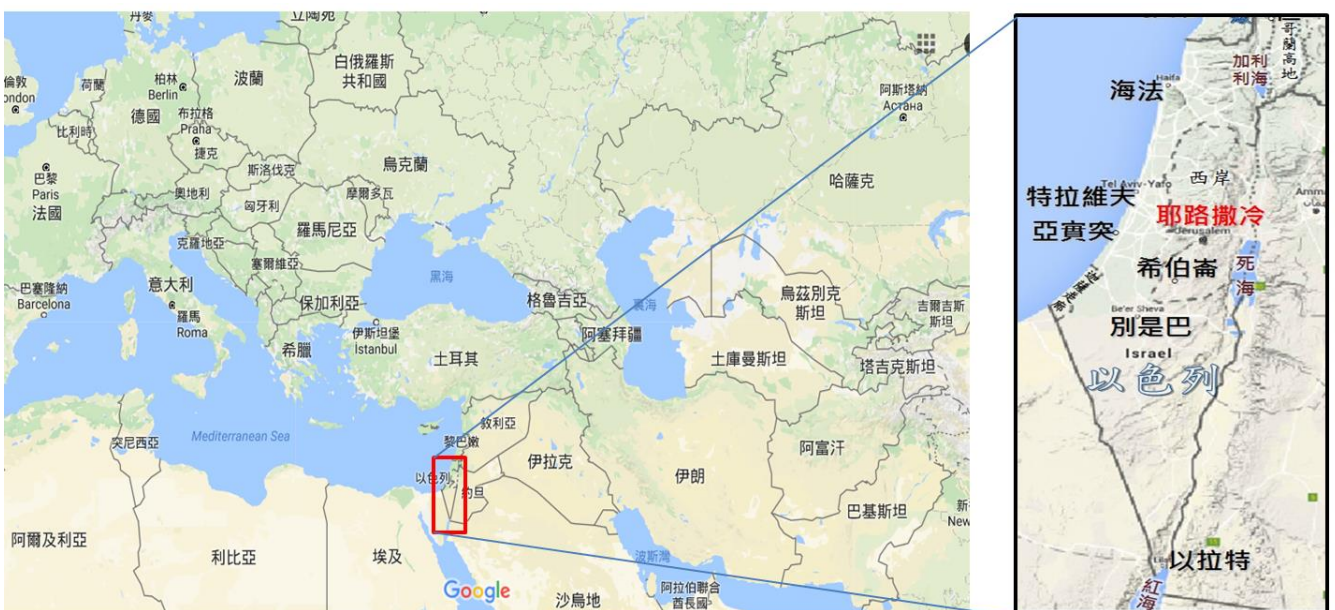 丹麥
立陶宛
倫敦
ondon
荷蘭
柏林
Berlin
波蘭
白俄羅斯
共和國
阿斯塔納
Астана
德國
布拉格
Praha
捷克
比利時
巴黎
Paris
法國
斯洛伐克
烏克蘭
哈薩克
奧地利
匈牙利
摩爾多瓦
羅馬尼亞
克羅地亞
塞爾維亞
意大利
黑海
裏海
巴塞隆納
Barcelona
羅馬
Roma
保加利亞
格魯吉亞
烏茲別克
斯坦
吉爾吉斯
斯坦
伊斯坦堡
İstanbul
阿塞拜疆
希臘
土耳其
土庫曼斯坦
塔吉克斯坦
突尼西亞
Mediterranean Sea
敘利亞
黎巴嫩
伊拉克
伊朗
阿富汗
以色列
約旦
巴基斯坦
新
New
阿爾及利亞
利比亞
埃及
波斯灣
Google
沙烏地
阿拉伯聯合
酋長國
哥蘭高地
加利
利海
Haifa
海法
西岸
Tel Aviv-Yafo
特拉維夫
Amm
耶路撒冷
Jerusalem
亞實突
希伯崙
死海
Be'er Sheva
別是巴
Israel
以色列
以拉特
紅海